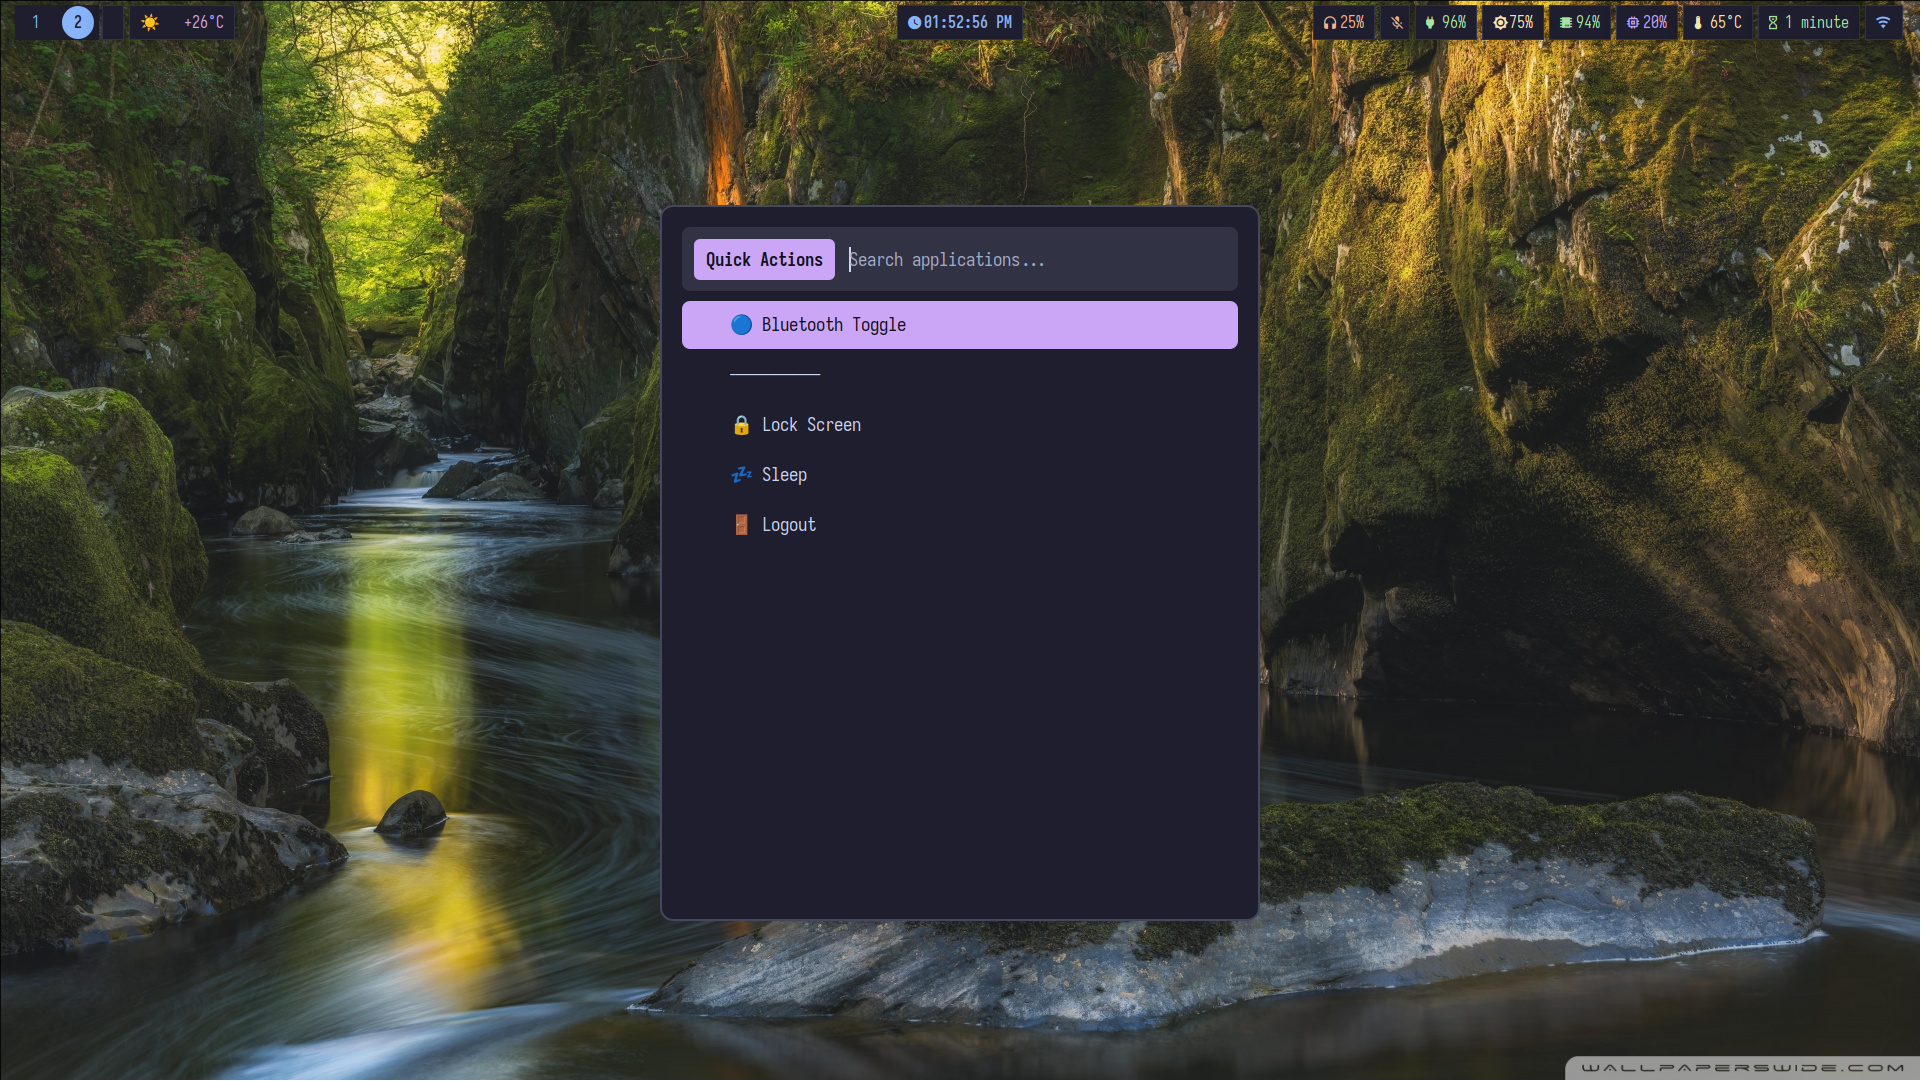 1 2 +26°C 01:52:56 PM 25% 96% 75% 94% 20% 65°C 1 minute
Quick Actions Search applications...
Bluetooth Toggle
Lock Screen
Sleep
Logout
WALLPAPERSWIDE.COM